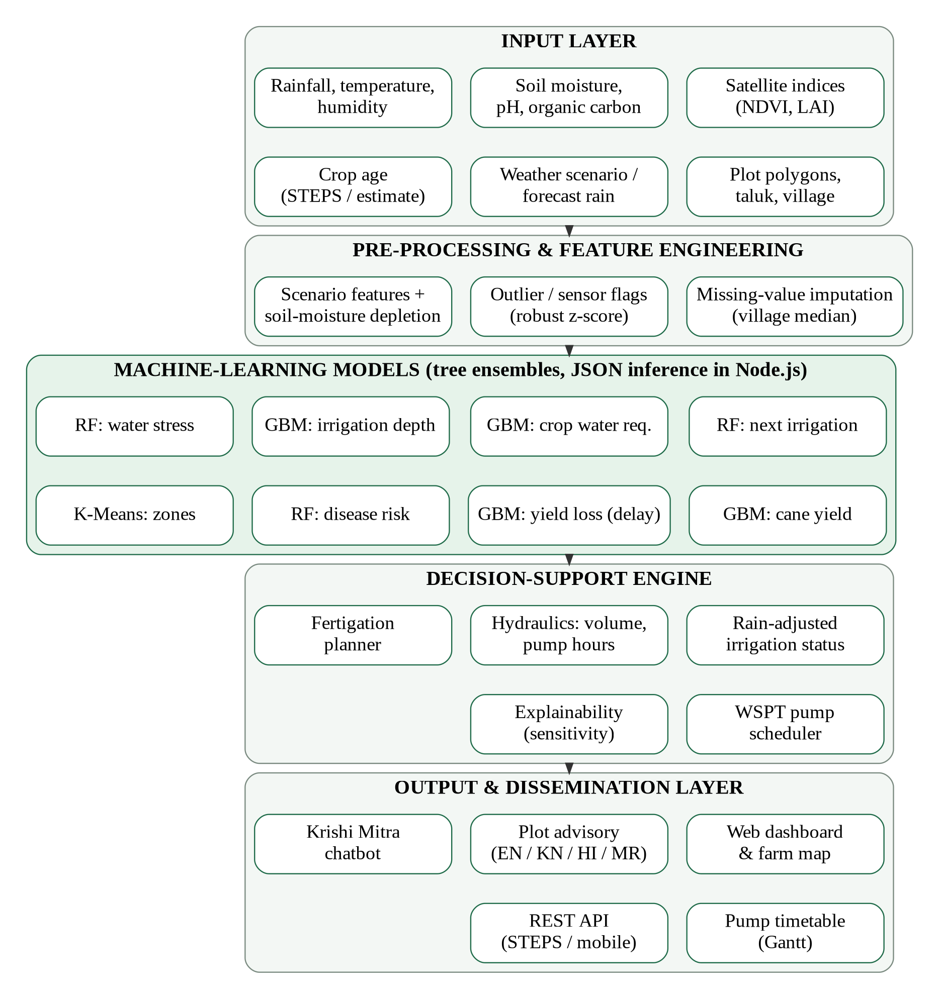 INPUT LAYER
Rainfall, temperature,
humidity
Soil moisture,
pH, organic carbon
Satellite indices
(NDVI, LAI)
Crop age
(STEPS / estimate)
Weather scenario /
forecast rain
Plot polygons,
taluk, village
PRE-PROCESSING & FEATURE ENGINEERING
Scenario features +
soil-moisture depletion
Outlier / sensor flags
(robust z-score)
Missing-value imputation
(village median)
MACHINE-LEARNING MODELS (tree ensembles, JSON inference in Node.js)
RF: water stress
GBM: irrigation depth
GBM: crop water req.
RF: next irrigation
K-Means: zones
RF: disease risk
GBM: yield loss (delay)
GBM: cane yield
DECISION-SUPPORT ENGINE
Fertigation
planner
Hydraulics: volume,
pump hours
Rain-adjusted
irrigation status
Explainability
(sensitivity)
WSPT pump
scheduler
OUTPUT & DISSEMINATION LAYER
Krishi Mitra
chatbot
Plot advisory
(EN / KN / HI / MR)
Web dashboard
& farm map
REST API
(STEPS / mobile)
Pump timetable
(Gantt)